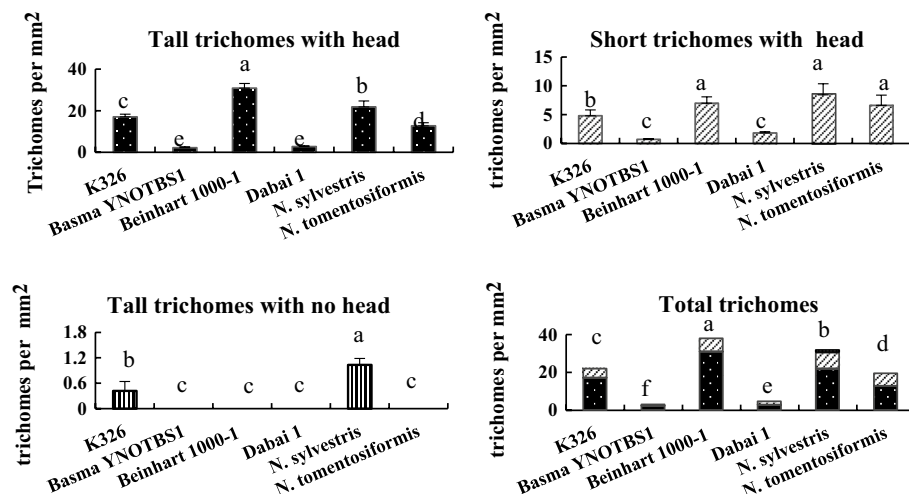 Tall trichomes with head
Trichomes per mm2
40
20
0
c
e
a
e
b
d
K326
Basma YNOTBS1
Beinhart 1000-1
Dabai 1
N. sylvestris
N. tomentosiformis
Short trichomes with head
trichomes per mm2
15
10
5
0
b
c
a
c
a
a
K326
Basma YNOTBS1
Beinhart 1000-1
Dabai 1
N. sylvestris
N. tomentosiformis
Tall trichomes with no head
trichomes per mm2
1.8
1.2
0.6
0
b
c
c
c
a
c
K326
Basma YNOTBS1
Beinhart 1000-1
Dabai 1
N. sylvestris
N. tomentosiformis
Total trichomes
trichomes per mm2
40
20
0
c
f
a
e
b
d
K326
Basma YNOTBS1
Beinhart 1000-1
Dabai 1
N. sylvestris
N. tomentosiformis